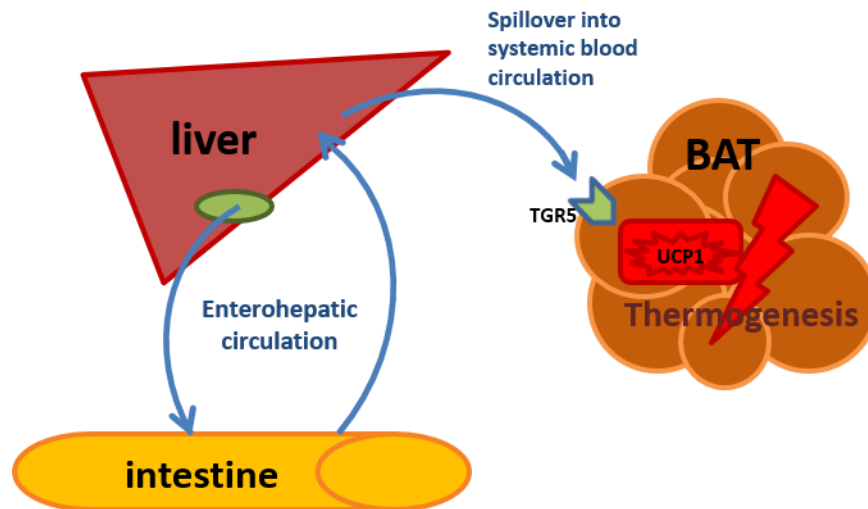 Spillover into
systemic blood
circulation
liver
BAT
TGR5
UCP1
Enterohepatic
circulation
Thermogenesis
intestine